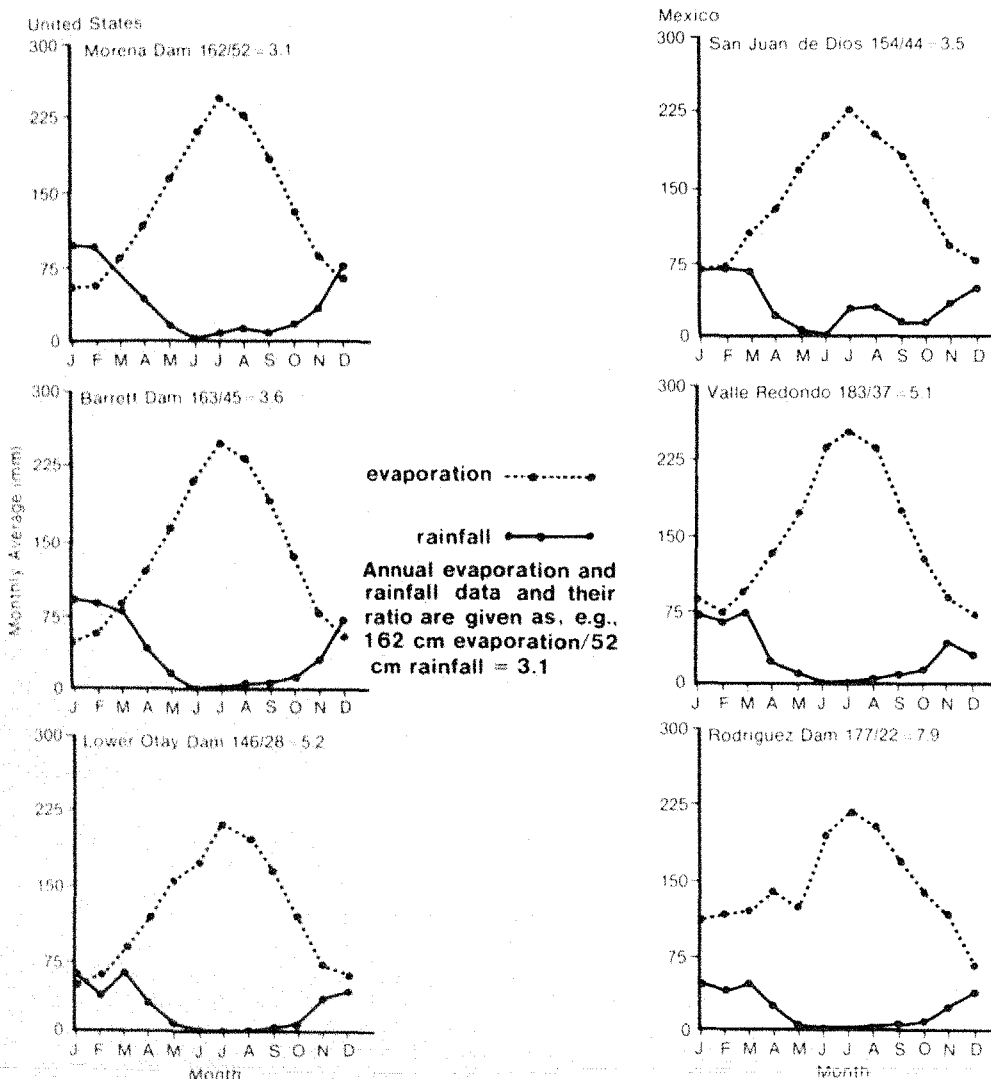 United States
Morena Dam 162/52 = 3.1
300
225
150
75
0
J F M A M J J A S O N D
Mexico
San Juan de Dios 154/44 = 3.5
300
225
150
75
0
J F M A M J J A S O N D
Monthly Average (mm)
Barrett Dam 163/45 = 3.6
300
225
150
75
0
J F M A M J J A S O N D
evaporation
rainfall
Annual evaporation and
rainfall data and their
ratio are given as, e.g.,
162 cm evaporation/52
cm rainfall = 3.1
Valle Redondo 183/37 = 5.1
300
225
150
75
0
J F M A M J J A S O N D
Lower Otay Dam 146/28 = 5.2
300
225
150
75
0
J F M A M J J A S O N D
Month
Rodriguez Dam 177/22 = 7.9
300
225
150
75
0
J F M A M J J A S O N D
Month